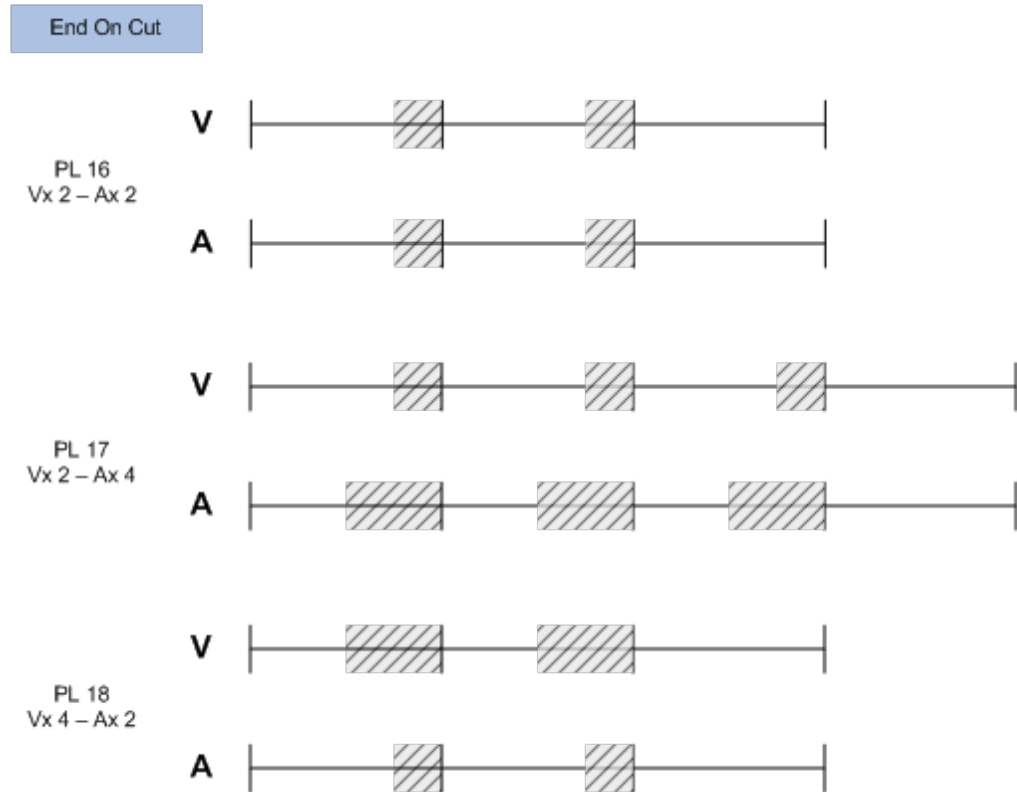 End On Cut
V
PL 16
Vx 2 – Ax 2
A
V
PL 17
Vx 2 – Ax 4
A
V
PL 18
Vx 4 – Ax 2
A